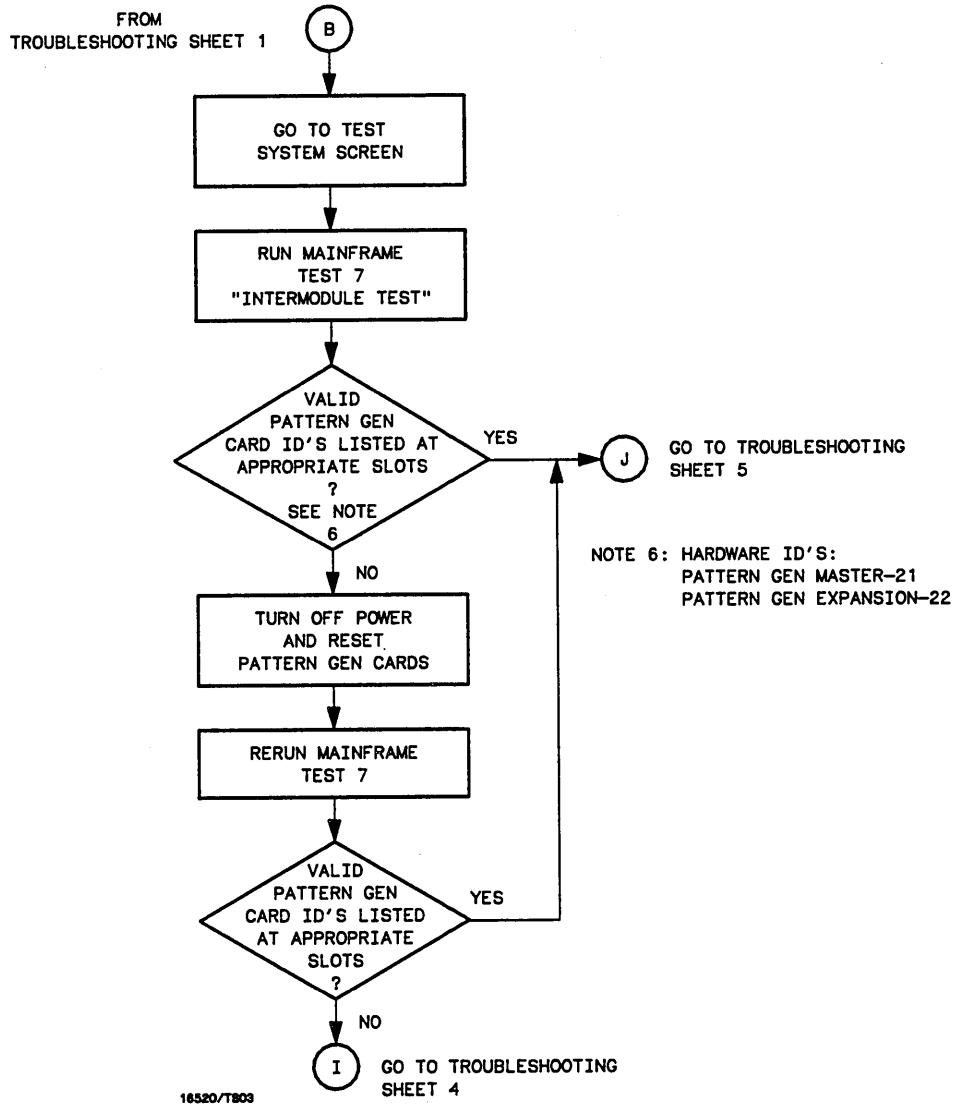 FROM
TROUBLESHOOTING SHEET 1
B
GO TO TEST
SYSTEM SCREEN
RUN MAINFRAME
TEST 7
"INTERMODULE TEST"
VALID
PATTERN GEN
CARD ID'S LISTED AT
APPROPRIATE SLOTS
?
SEE NOTE
6
YES
J
GO TO TROUBLESHOOTING
SHEET 5
NOTE 6: HARDWARE ID'S:
PATTERN GEN MASTER-21
PATTERN GEN EXPANSION-22
NO
TURN OFF POWER
AND RESET
PATTERN GEN CARDS
RERUN MAINFRAME
TEST 7
VALID
PATTERN GEN
CARD ID'S LISTED
AT APPROPRIATE
SLOTS
?
YES
NO
I
GO TO TROUBLESHOOTING
SHEET 4
16520/TB03